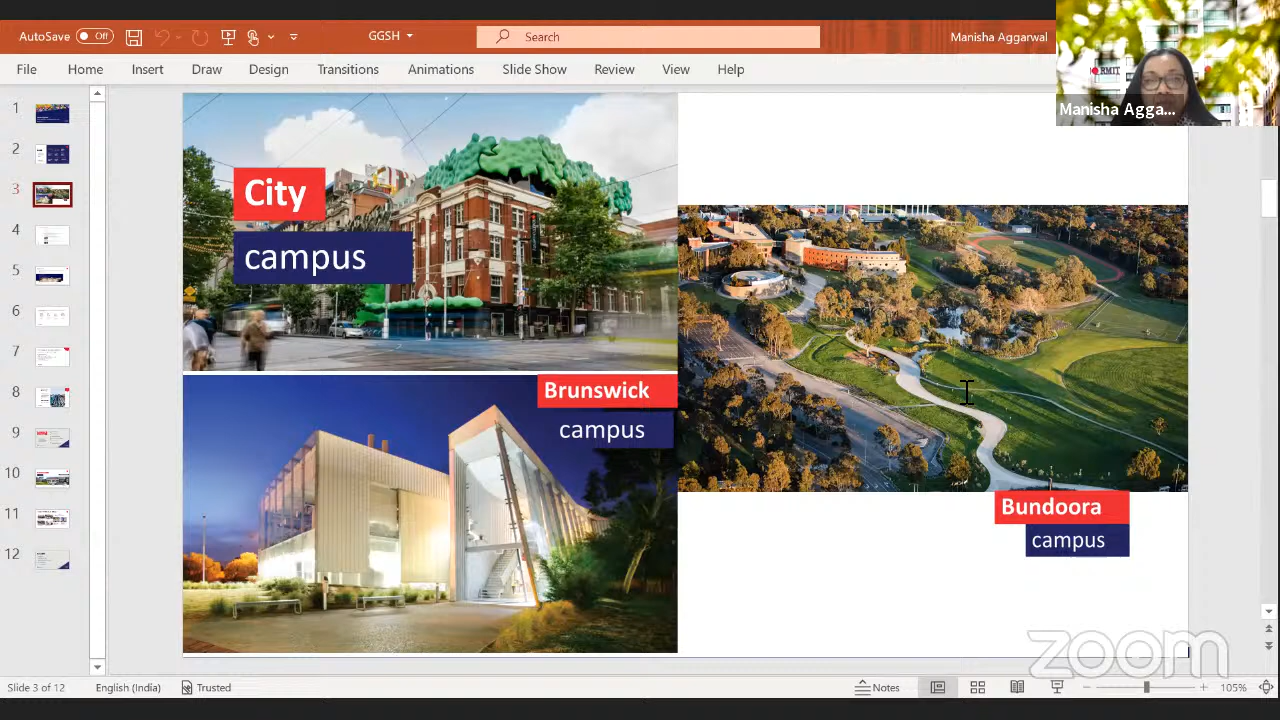 AutoSave Off
GGSH
Search
Manisha Aggarwal
File Home Insert Draw Design Transitions Animations Slide Show Review View Help
RMIT
Manisha Agga...
1
2
3
4
5
6
7
8
9
10
11
12
City
campus
Brunswick
campus
Bundoora
campus
zoom
Slide 3 of 12 English (India) Trusted Notes 105%